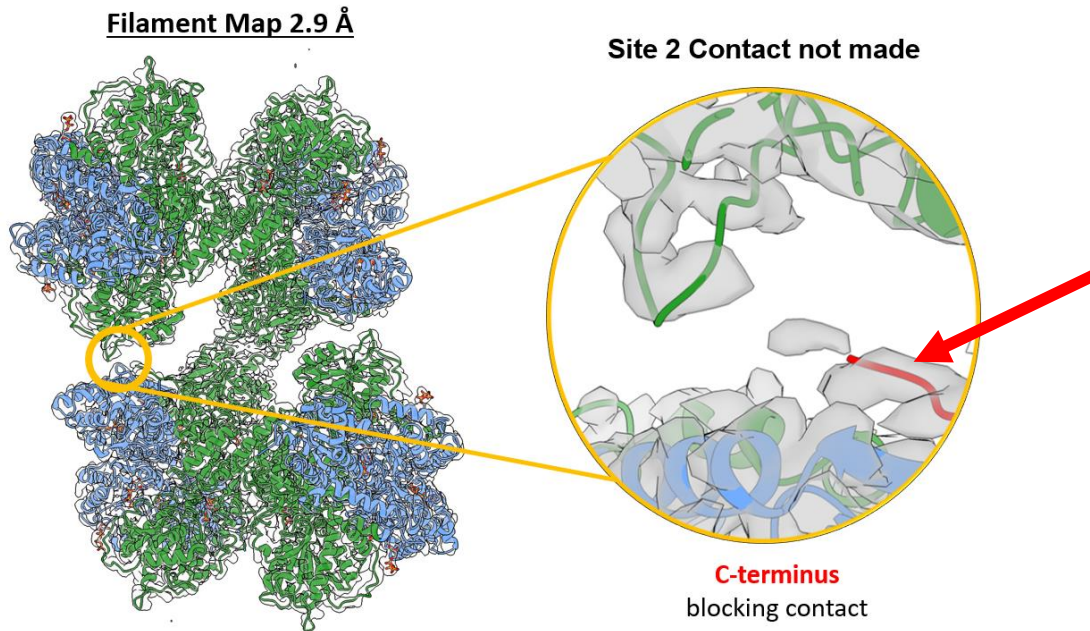 Filament Map 2.9 Å
Site 2 Contact not made
C-terminus
blocking contact